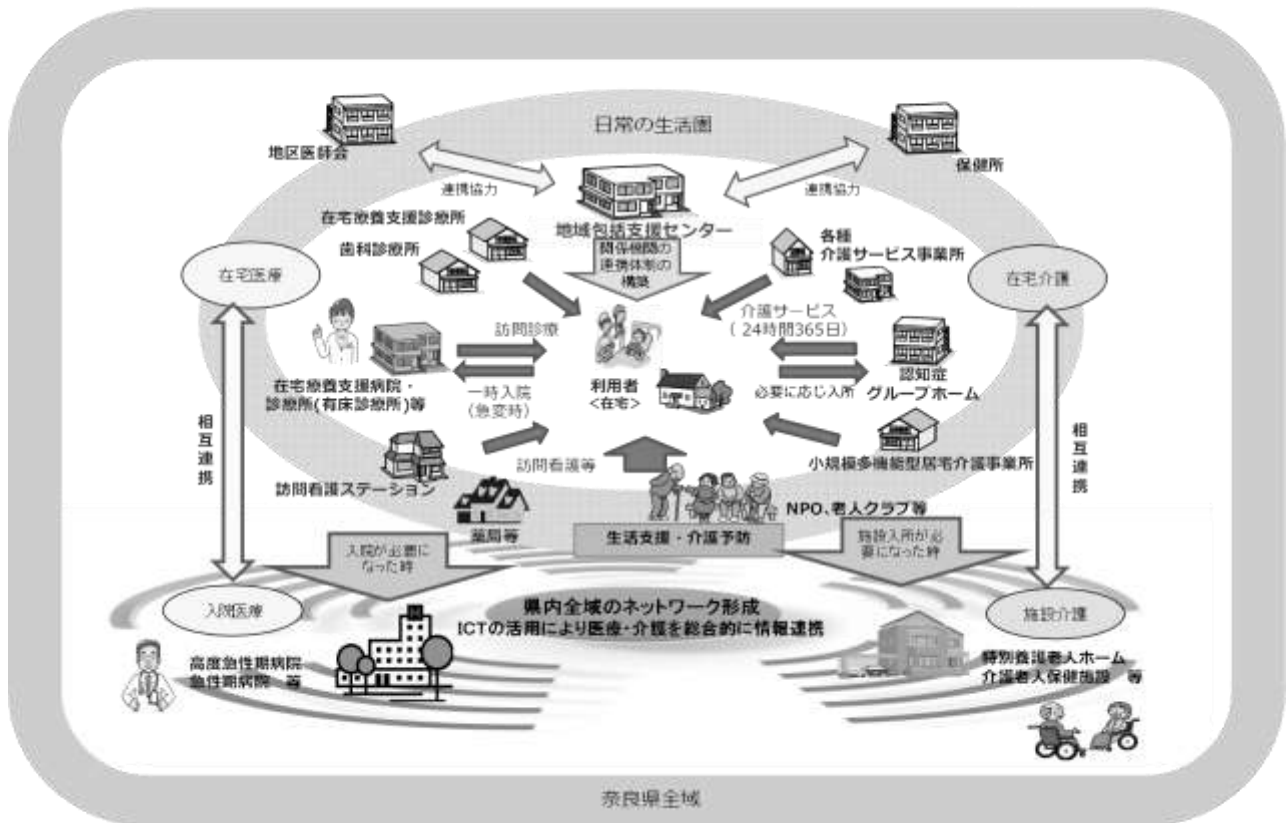 日常の生活圏
地区医師会
保健所
連携協力
連携協力
在宅療養支援診療所
歯科診療所
地域包括支援センター
関係機関の
連携体制の
構築
各種
介護サービス事業所
在宅医療
在宅介護
訪問診療
介護サービス
(24時間365日)
在宅療養支援病院・
診療所(有床診療所)等
一時入院
(急変時)
利用者
<在宅>
必要に応じ入所
認知症
グループホーム
相互連携
相互連携
訪問看護等
訪問看護ステーション
小規模多機能型居宅介護事業所
薬局等
NPO、老人クラブ等
生活支援・介護予防
入院が必要に
なった時
施設入所が必
要になった時
入院医療
施設介護
県内全域のネットワーク形成
ICTの活用により医療・介護を総合的に情報連携
高度急性期病院
急性期病院 等
特別養護老人ホーム
介護老人保健施設 等
奈良県全域